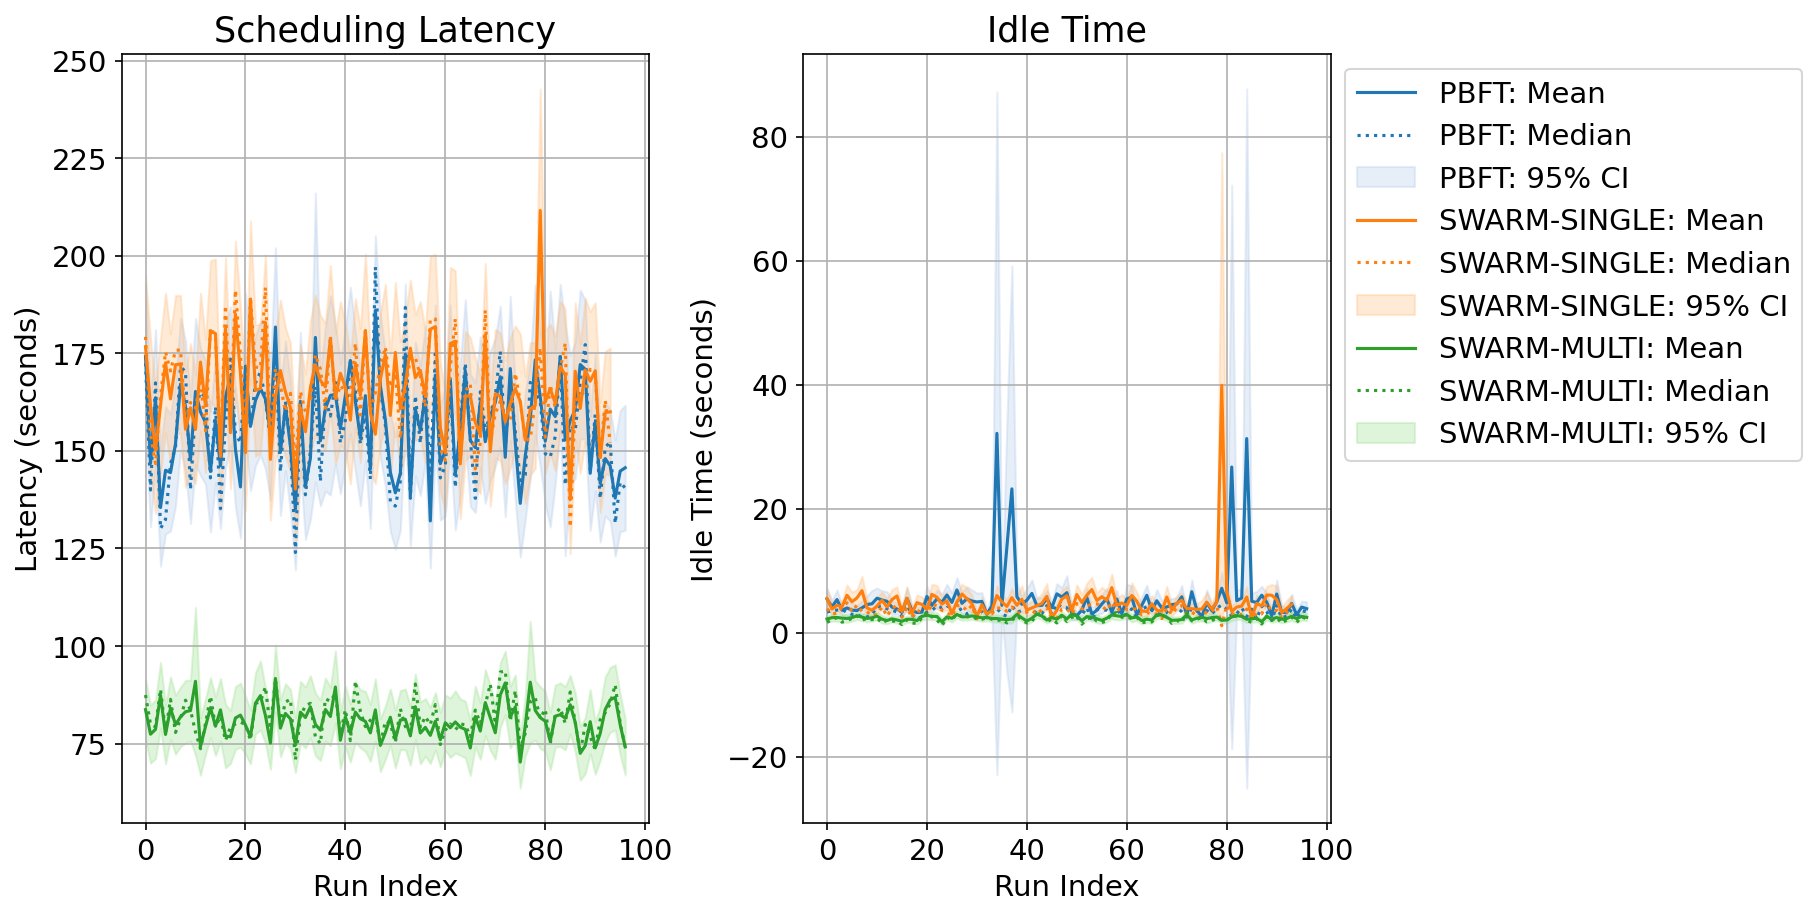 Scheduling Latency
250
225
200
175
150
125
100
75
Latency (seconds)
0 20 40 60 80 100
Run Index
Idle Time
80
60
40
20
0
−20
Idle Time (seconds)
0 20 40 60 80 100
Run Index
PBFT: Mean
PBFT: Median
PBFT: 95% CI
SWARM-SINGLE: Mean
SWARM-SINGLE: Median
SWARM-SINGLE: 95% CI
SWARM-MULTI: Mean
SWARM-MULTI: Median
SWARM-MULTI: 95% CI